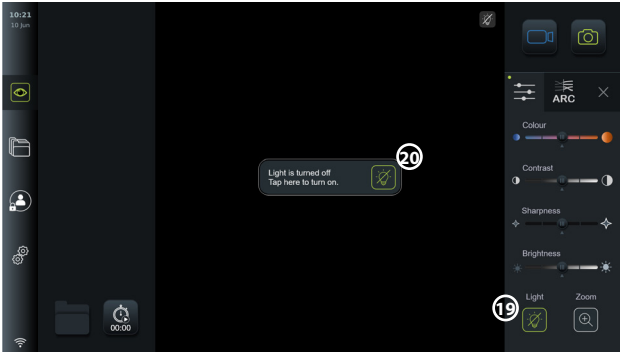 10:21
10 Jun
ARC
Colour
Contrast
20
Light is turned off
Tap here to turn on.
Sharpness
Brightness
19
Light
Zoom
00:00